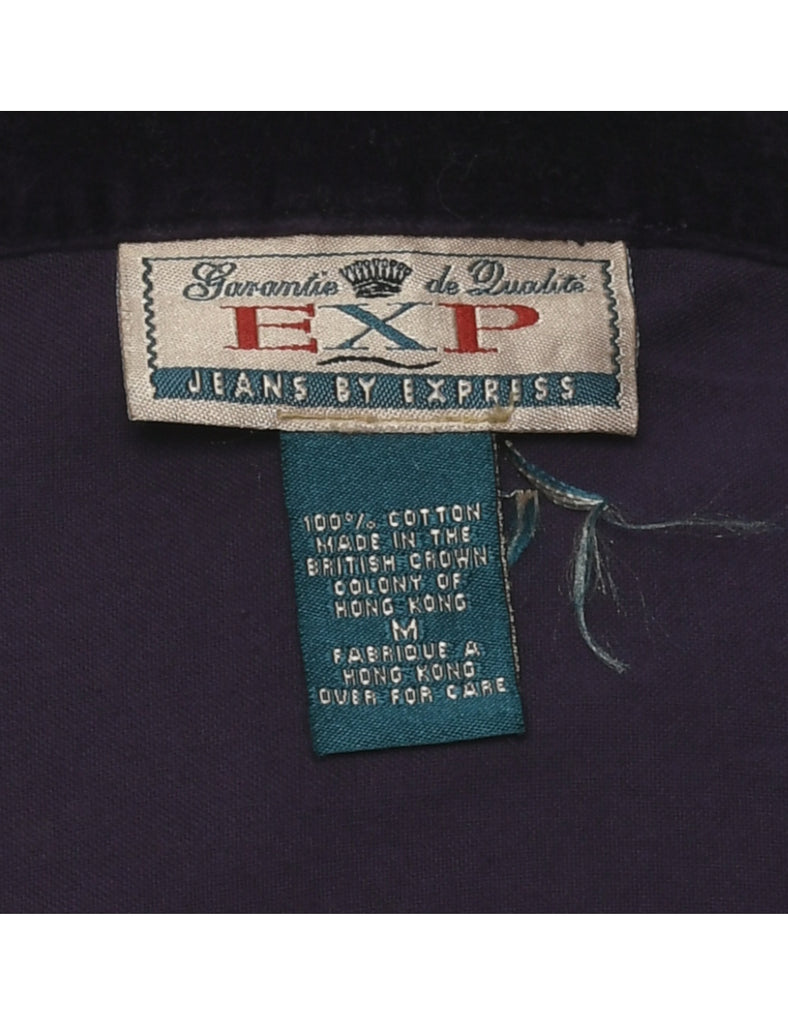 Garantie de Qualité
EXP
JEANS BY EXPRESS
100% COTTON
MADE IN THE
BRITISH CROWN
COLONY OF
HONG KONG
M
FABRIQUE A
HONG KONG
OVER FOR CARE